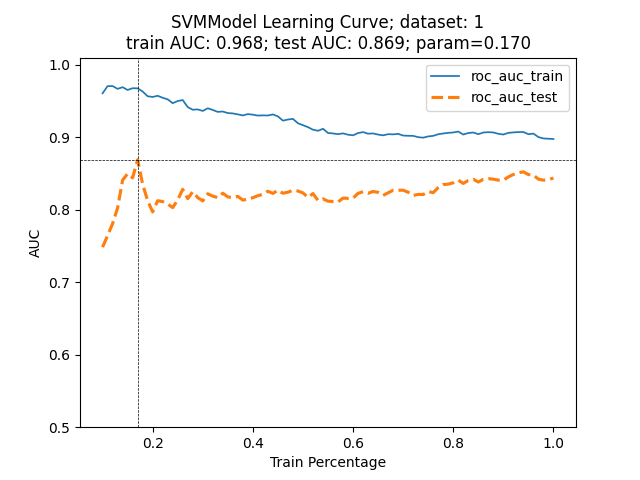 SVMModel Learning Curve; dataset: 1
train AUC: 0.968; test AUC: 0.869; param=0.170
roc_auc_train
roc_auc_test
AUC
1.0
0.9
0.8
0.7
0.6
0.5
0.2
0.4
0.6
0.8
1.0
Train Percentage